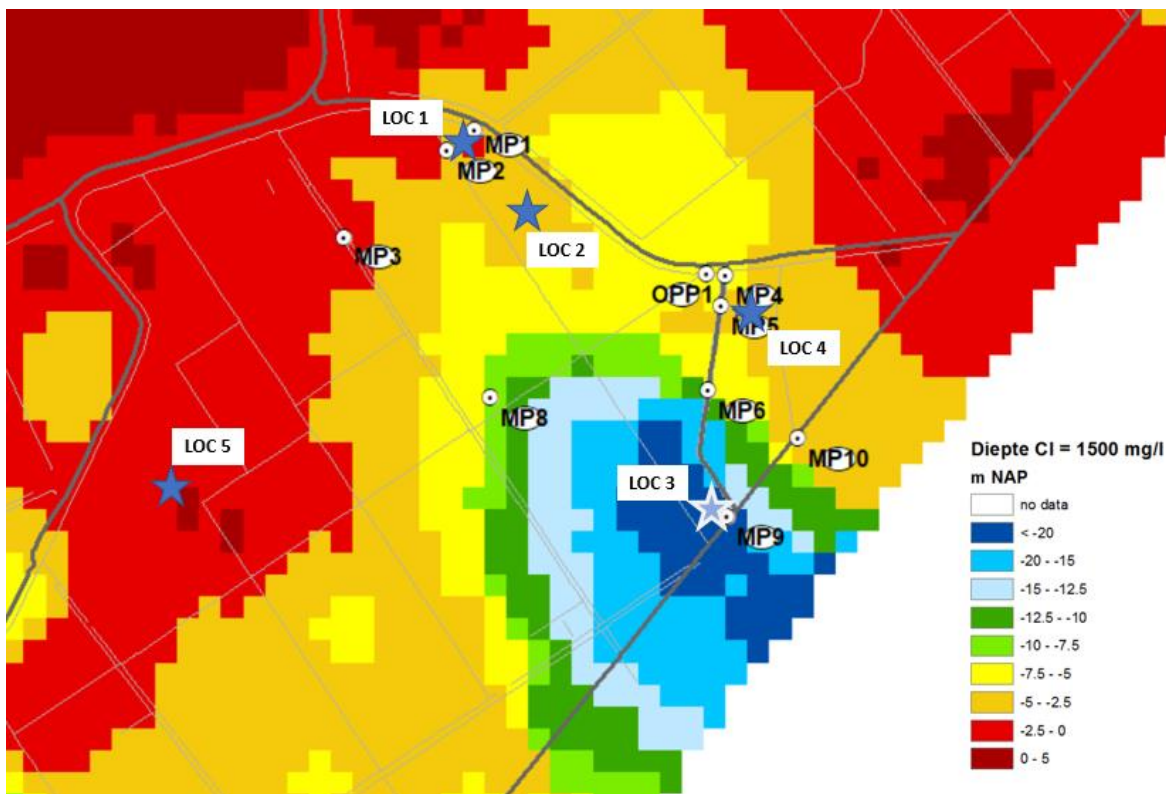 LOC 1
MP1
MP2
LOC 2
MP3
OPP1
MP4
MP5
LOC 4
MP8
MP6
LOC 5
MP10
LOC 3
MP9
Diepte Cl = 1500 mg/l
m NAP
no data
< -20
-20 - -15
-15 - -12.5
-12.5 - -10
-10 - -7.5
-7.5 - -5
-5 - -2.5
-2.5 - 0
0 - 5